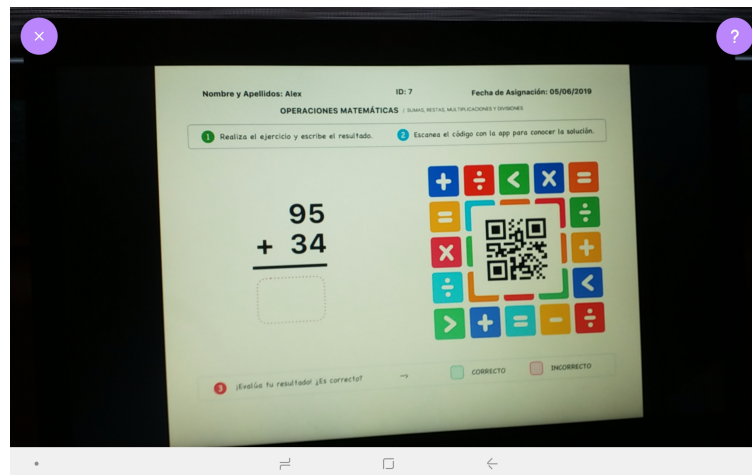 Nombre y Apellidos: Alex ID: 7 Fecha de Asignación: 05/06/2019
OPERACIONES MATEMÁTICAS / SUMAS, RESTAS, MULTIPLICACIONES Y DIVISIONES
1 Realiza el ejercicio y escribe el resultado. 2 Escanea el código con la app para conocer la solución.
95
+ 34
+ ÷ < × =
= ÷
× +
÷ <
> + = − ÷
3 ¡Evalúa tu resultado! ¿Es correcto? → CORRECTO INCORRECTO
× ?